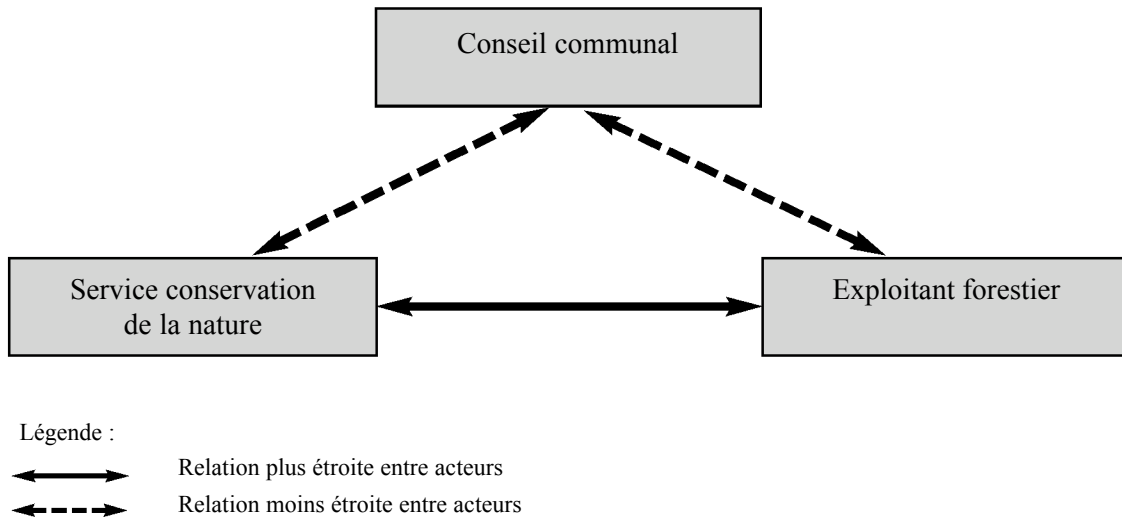 Conseil communal
Service conservation
de la nature
Exploitant forestier
Légende :
Relation plus étroite entre acteurs
Relation moins étroite entre acteurs